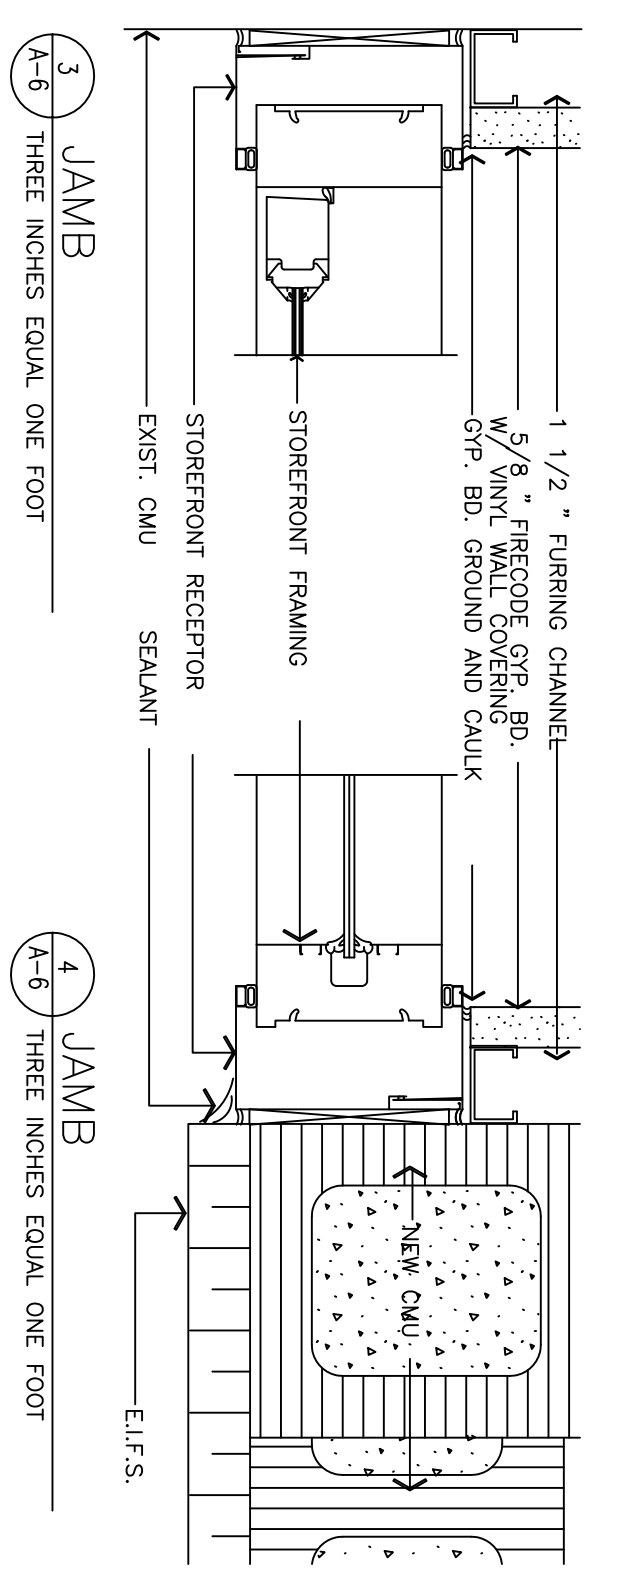 1 1/2 " FURRING CHANNEL
5/8 " FIRECODE GYP. BD.
W/ VINYL WALL COVERING
GYP. BD. GROUND AND CAULK
STOREFRONT FRAMING
STOREFRONT RECEPTOR
EXIST. CMU
SEALANT
NEW CMU
E.I.F.S.
3
A-6
JAMB
THREE INCHES EQUAL ONE FOOT
4
A-6
JAMB
THREE INCHES EQUAL ONE FOOT